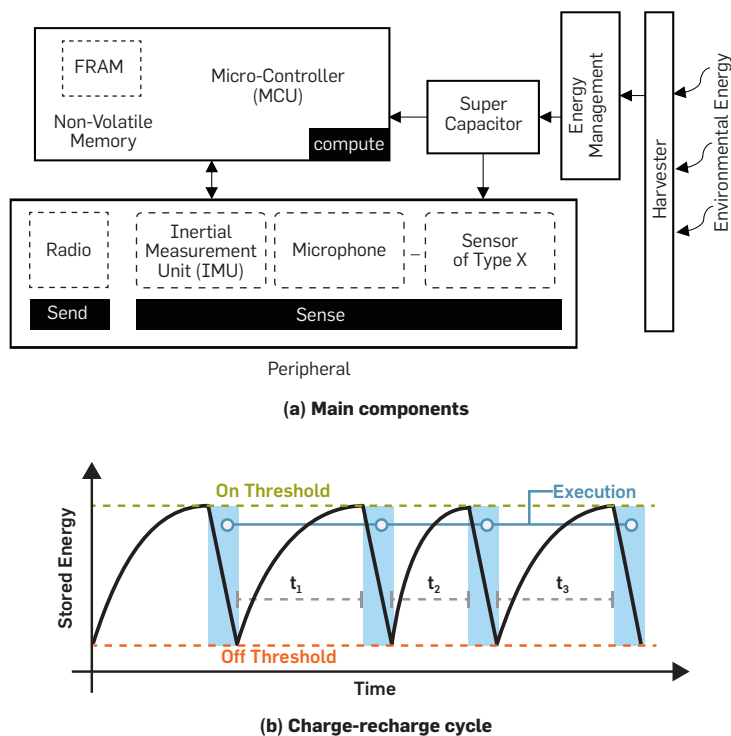 FRAM
Micro-Controller
(MCU)
Non-Volatile
Memory
compute
Super
Capacitor
Energy
Management
Harvester
Environmental Energy
Radio
Inertial
Measurement
Unit (IMU)
Microphone
–
Sensor
of Type X
Send
Sense
Peripheral
(a) Main components
On Threshold
Execution
Stored Energy
t1
t2
t3
Off Threshold
Time
(b) Charge-recharge cycle